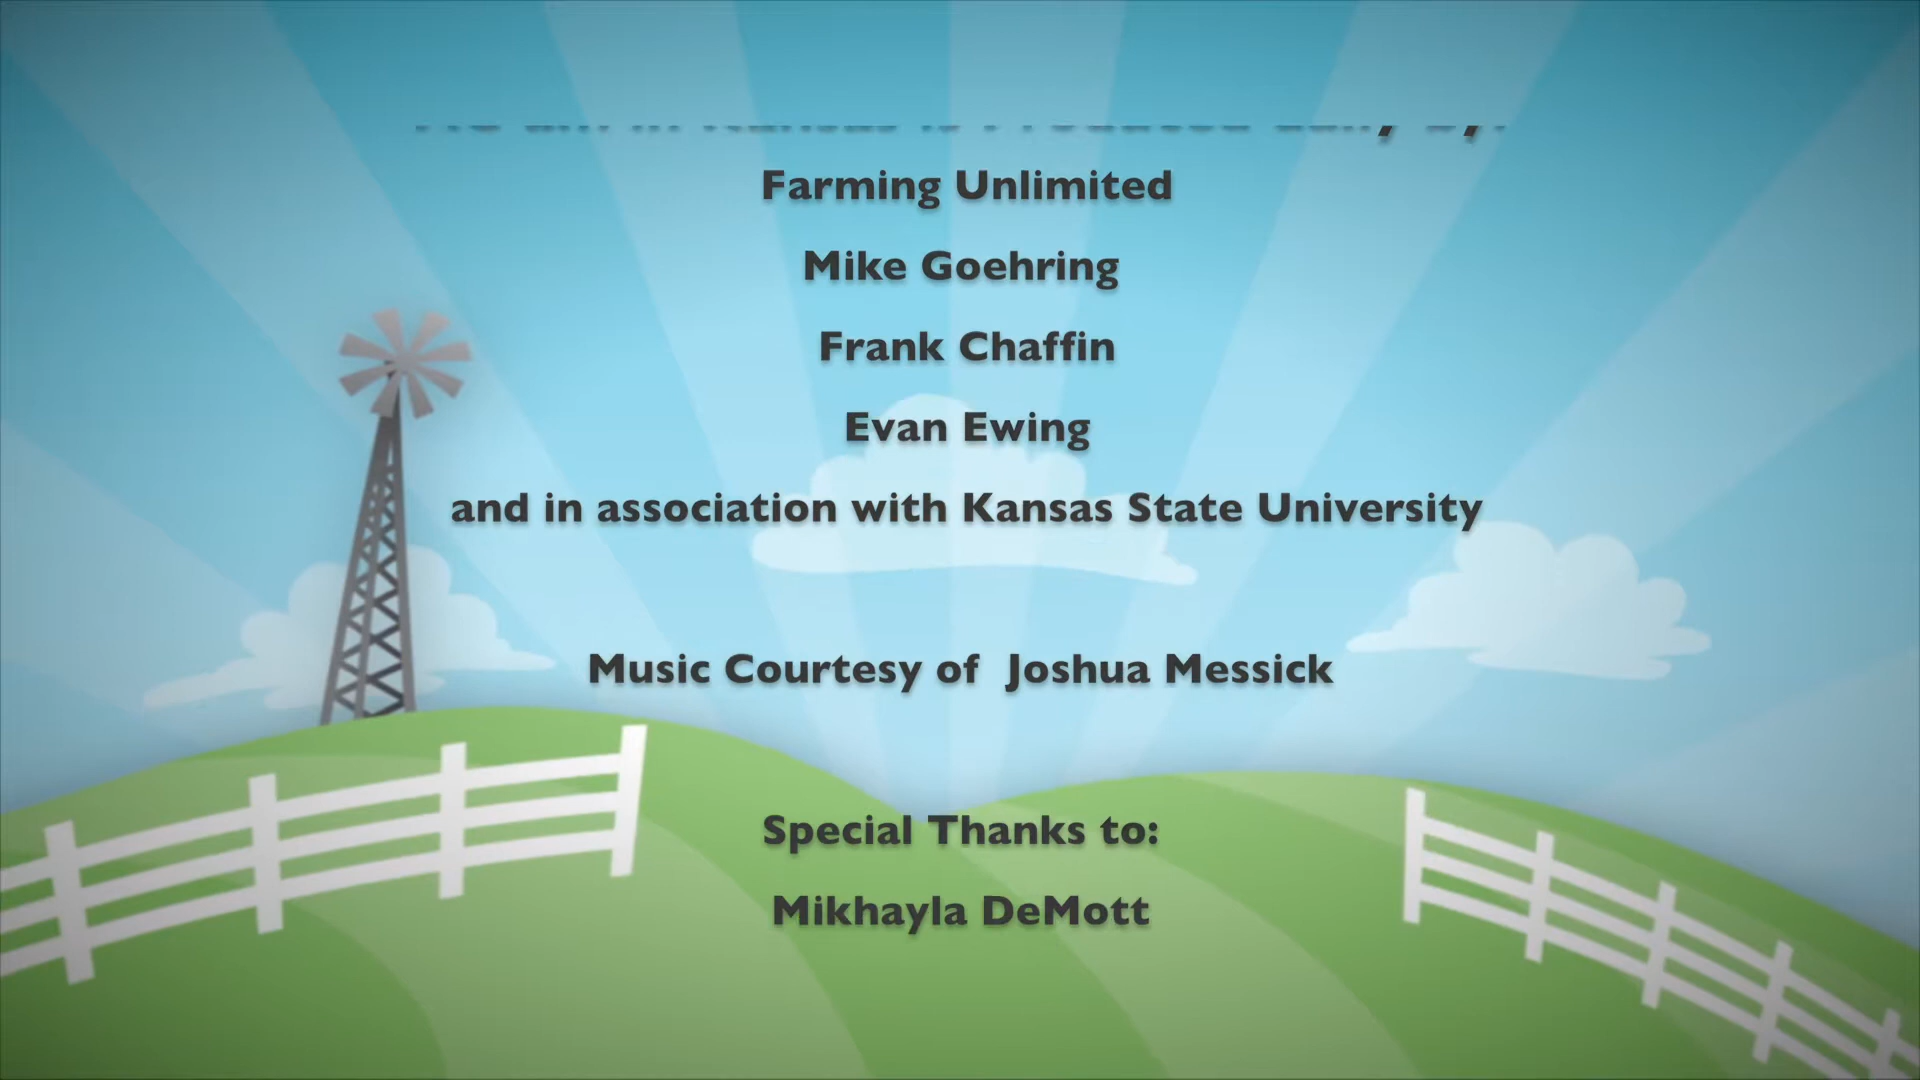 Farming Unlimited
Mike Goehring
Frank Chaffin
Evan Ewing
and in association with Kansas State University
Music Courtesy of Joshua Messick
Special Thanks to:
Mikhayla DeMott